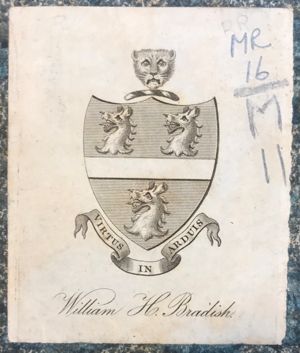 MR
16
M
11
VIRTUS IN ARDUIS
William H. Bradish.